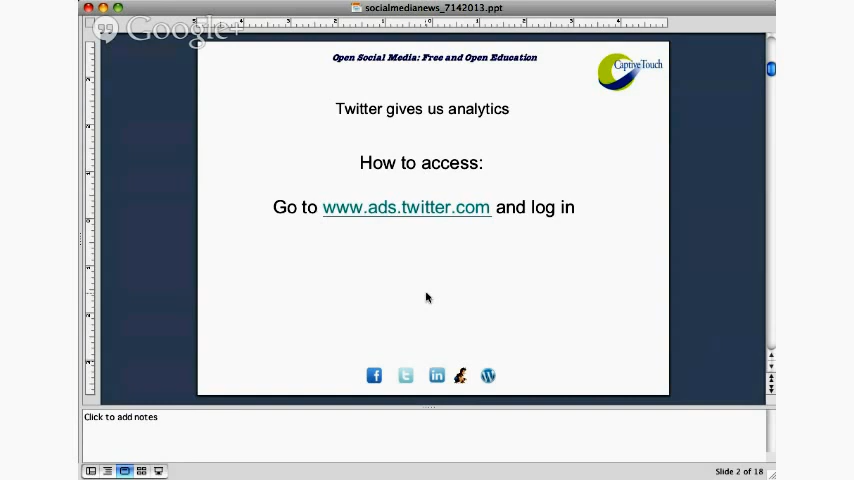 socialmedianews_7142013.ppt
Google+
Open Social Media: Free and Open Education
CaptiveTouch
Twitter gives us analytics
How to access:
Go to www.ads.twitter.com and log in
Click to add notes
Slide 2 of 18